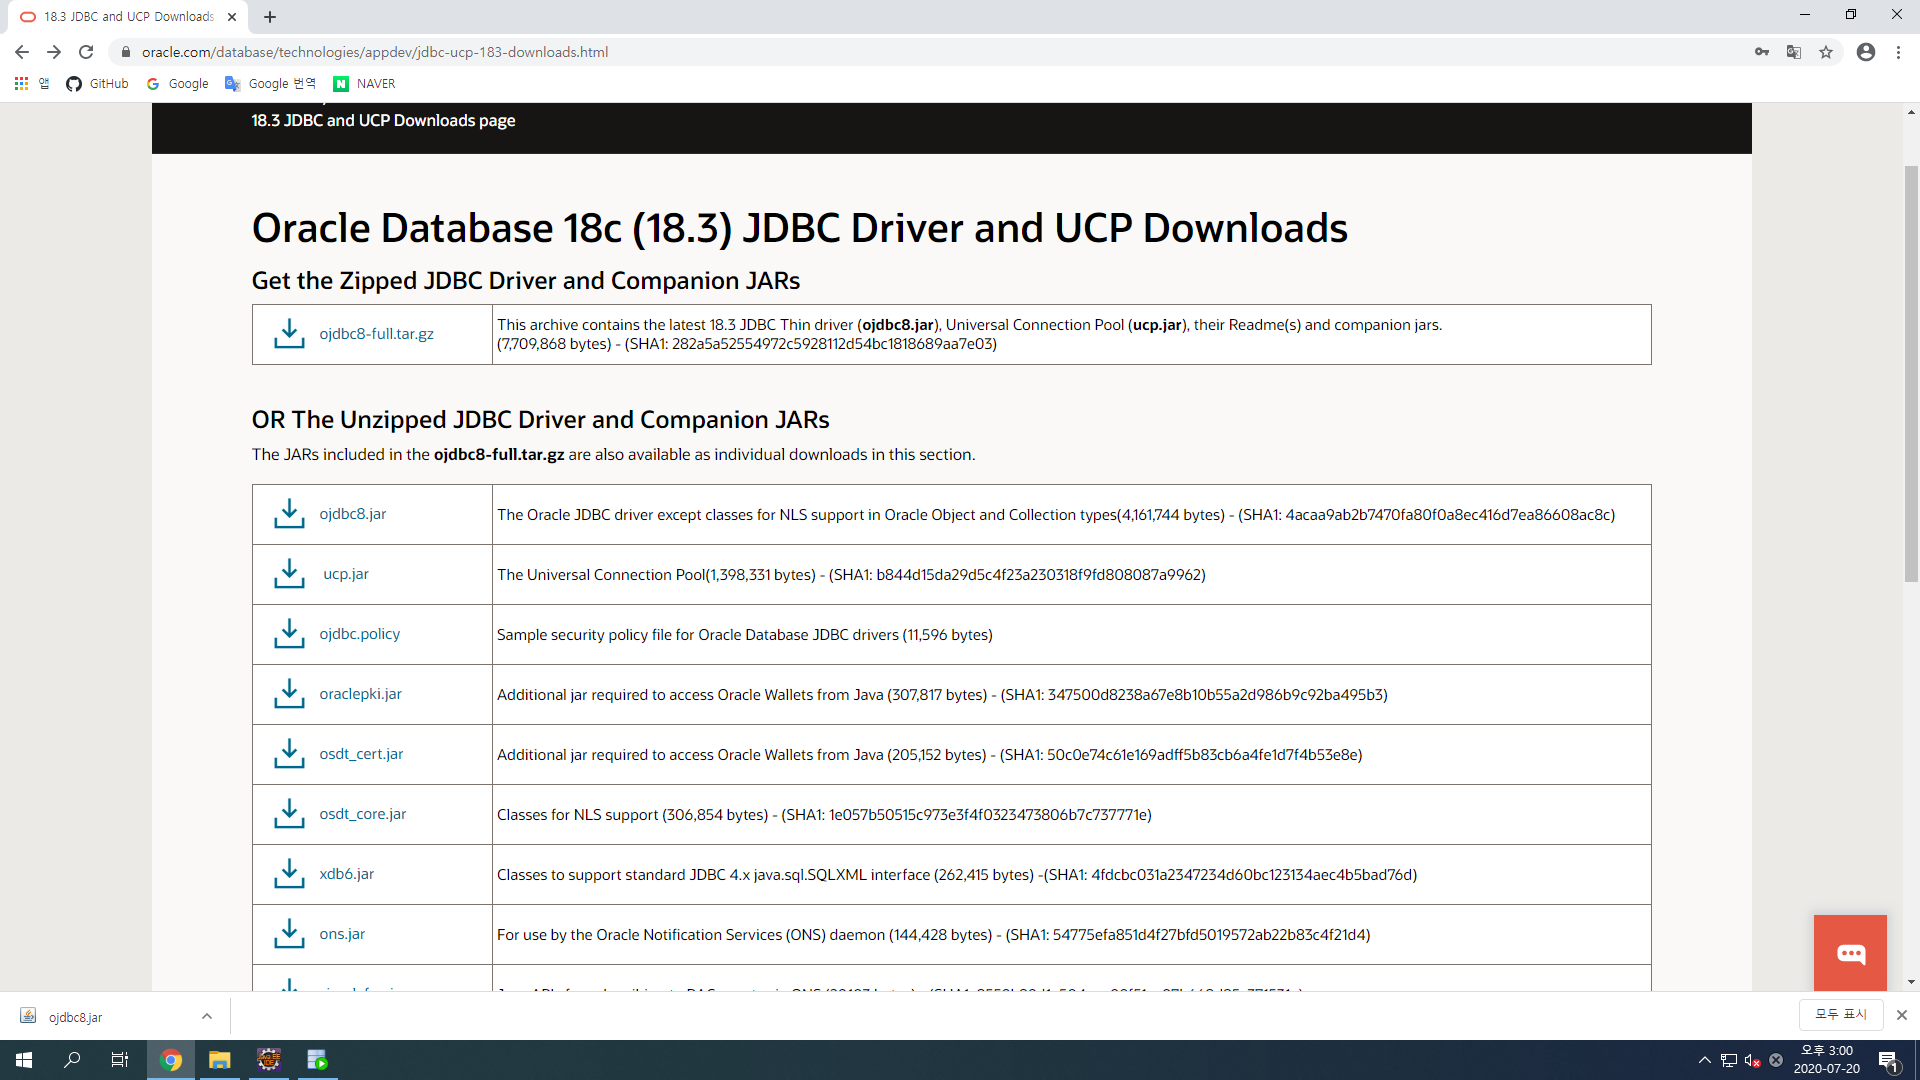 18.3 JDBC and UCP Downloads
oracle.com/database/technologies/appdev/jdbc-ucp-183-downloads.html
앱 GitHub Google Google 번역 NAVER
18.3 JDBC and UCP Downloads page
Oracle Database 18c (18.3) JDBC Driver and UCP Downloads
Get the Zipped JDBC Driver and Companion JARs
ojdbc8-full.tar.gz
This archive contains the latest 18.3 JDBC Thin driver (ojdbc8.jar), Universal Connection Pool (ucp.jar), their Readme(s) and companion jars.
(7,709,868 bytes) - (SHA1: 282a5a52554972c5928112d54bc1818689aa7e03)
OR The Unzipped JDBC Driver and Companion JARs
The JARs included in the ojdbc8-full.tar.gz are also available as individual downloads in this section.
ojdbc8.jar
The Oracle JDBC driver except classes for NLS support in Oracle Object and Collection types(4,161,744 bytes) - (SHA1: 4acaa9ab2b7470fa80f0a8ec416d7ea86608ac8c)
ucp.jar
The Universal Connection Pool(1,398,331 bytes) - (SHA1: b844d15da29d5c4f23a230318f9fd808087a9962)
ojdbc.policy
Sample security policy file for Oracle Database JDBC drivers (11,596 bytes)
oraclepki.jar
Additional jar required to access Oracle Wallets from Java (307,817 bytes) - (SHA1: 347500d8238a67e8b10b55a2d986b9c92ba495b3)
osdt_cert.jar
Additional jar required to access Oracle Wallets from Java (205,152 bytes) - (SHA1: 50c0e74c61e169adff5b83cb6a4fe1d7f4b53e8e)
osdt_core.jar
Classes for NLS support (306,854 bytes) - (SHA1: 1e057b50515c973e3f4f0323473806b7c737771e)
xdb6.jar
Classes to support standard JDBC 4.x java.sql.SQLXML interface (262,415 bytes) -(SHA1: 4fdcbc031a2347234d60bc123134aec4b5bad76d)
ons.jar
For use by the Oracle Notification Services (ONS) daemon (144,428 bytes) - (SHA1: 54775efa851d4f27bfd5019572ab22b83c4f21d4)
ojdbc8.jar
모두 표시
오후 3:00
2020-07-20
1